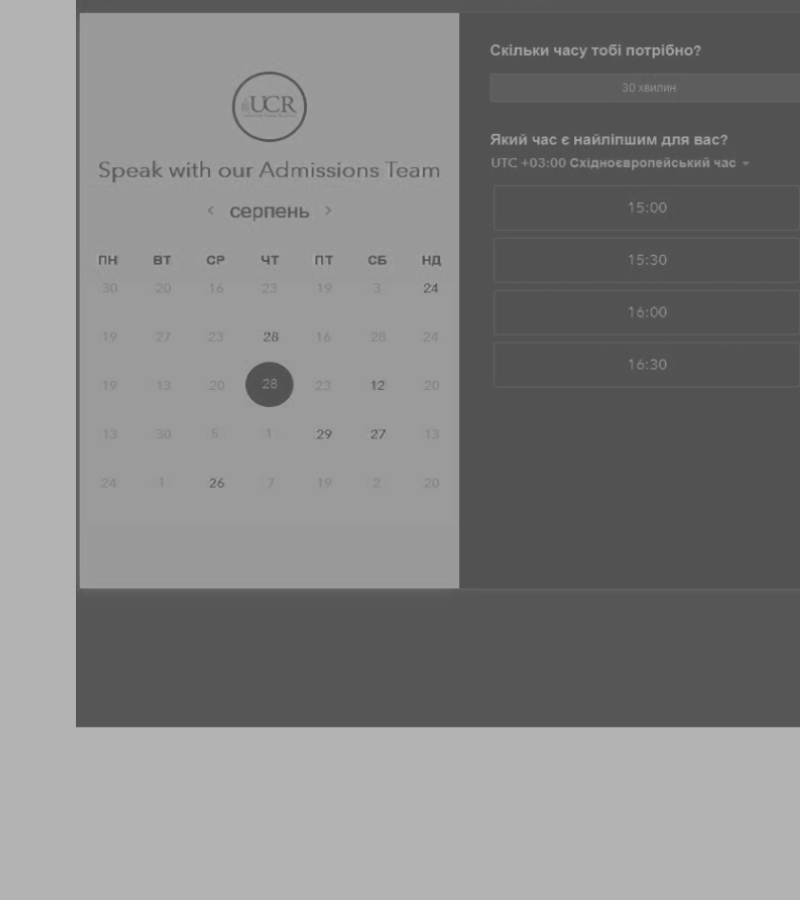 UCR
Speak with our Admissions Team
серпень
ПН ВТ СР ЧТ ПТ СБ НД
30 20 16 23 19 3 24
19 27 23 28 16 28 24
19 13 20 28 23 12 20
13 30 5 1 29 27 13
24 1 26 7 19 2 20
Скільки часу тобі потрібно?
30 хвилин
Який час є найліпшим для вас?
UTC +03:00 Східноєвропейський час
15:00
15:30
16:00
16:30